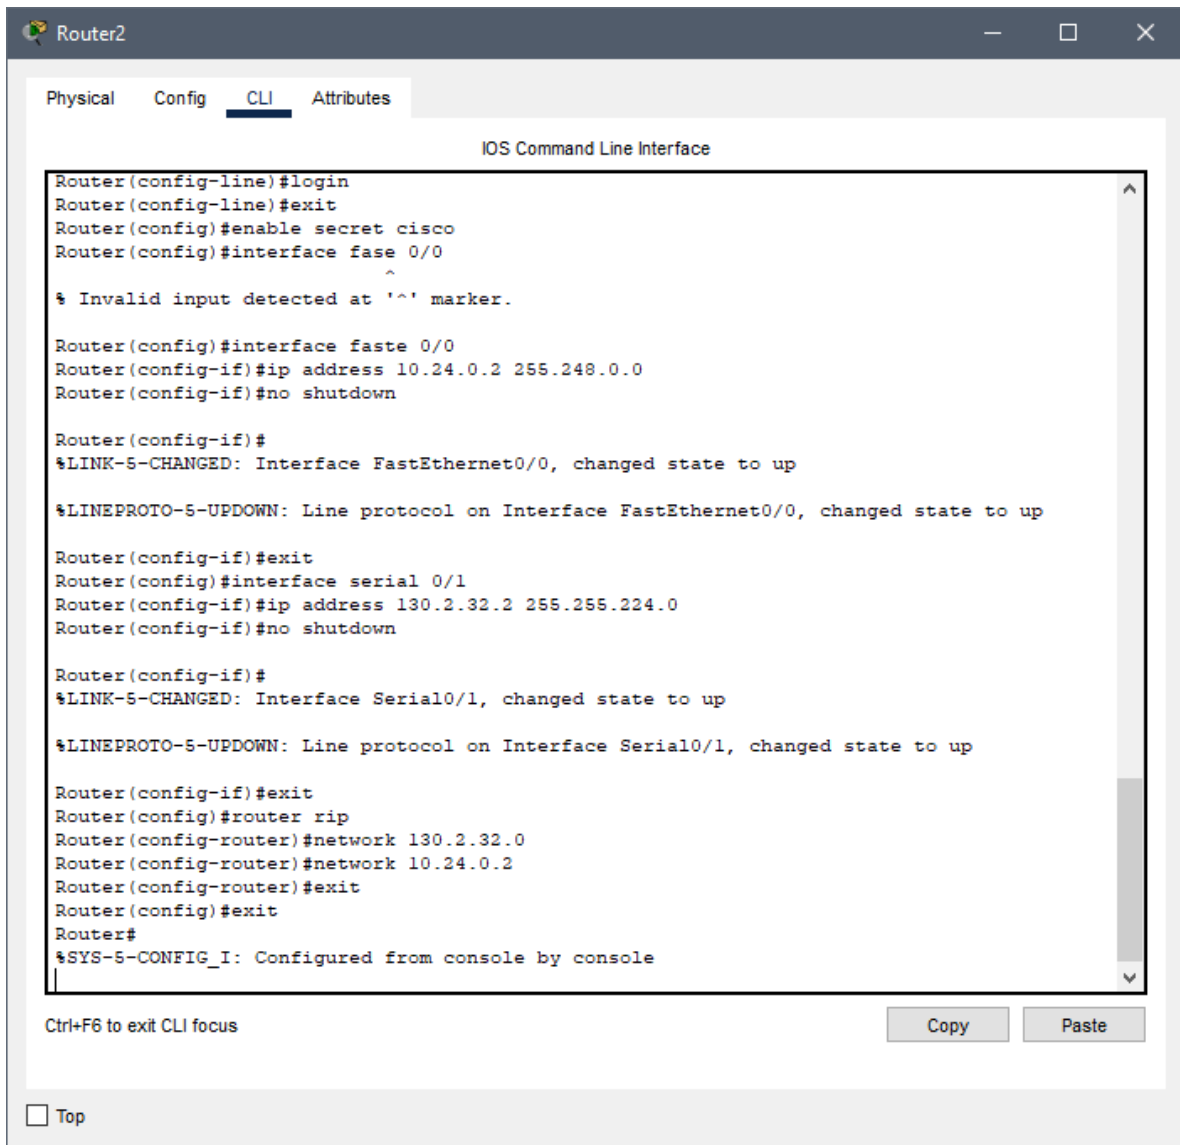 Router2
Physical Config CLI Attributes
IOS Command Line Interface
Router(config-line)#login
Router(config-line)#exit
Router(config)#enable secret cisco
Router(config)#interface fase 0/0
^
% Invalid input detected at '^' marker.
Router(config)#interface faste 0/0
Router(config-if)#ip address 10.24.0.2 255.248.0.0
Router(config-if)#no shutdown
Router(config-if)#
%LINK-5-CHANGED: Interface FastEthernet0/0, changed state to up
%LINEPROTO-5-UPDOWN: Line protocol on Interface FastEthernet0/0, changed state to up
Router(config-if)#exit
Router(config)#interface serial 0/1
Router(config-if)#ip address 130.2.32.2 255.255.224.0
Router(config-if)#no shutdown
Router(config-if)#
%LINK-5-CHANGED: Interface Serial0/1, changed state to up
%LINEPROTO-5-UPDOWN: Line protocol on Interface Serial0/1, changed state to up
Router(config-if)#exit
Router(config)#router rip
Router(config-router)#network 130.2.32.0
Router(config-router)#network 10.24.0.2
Router(config-router)#exit
Router(config)#exit
Router#
%SYS-5-CONFIG_I: Configured from console by console
Ctrl+F6 to exit CLI focus
Copy Paste
Top